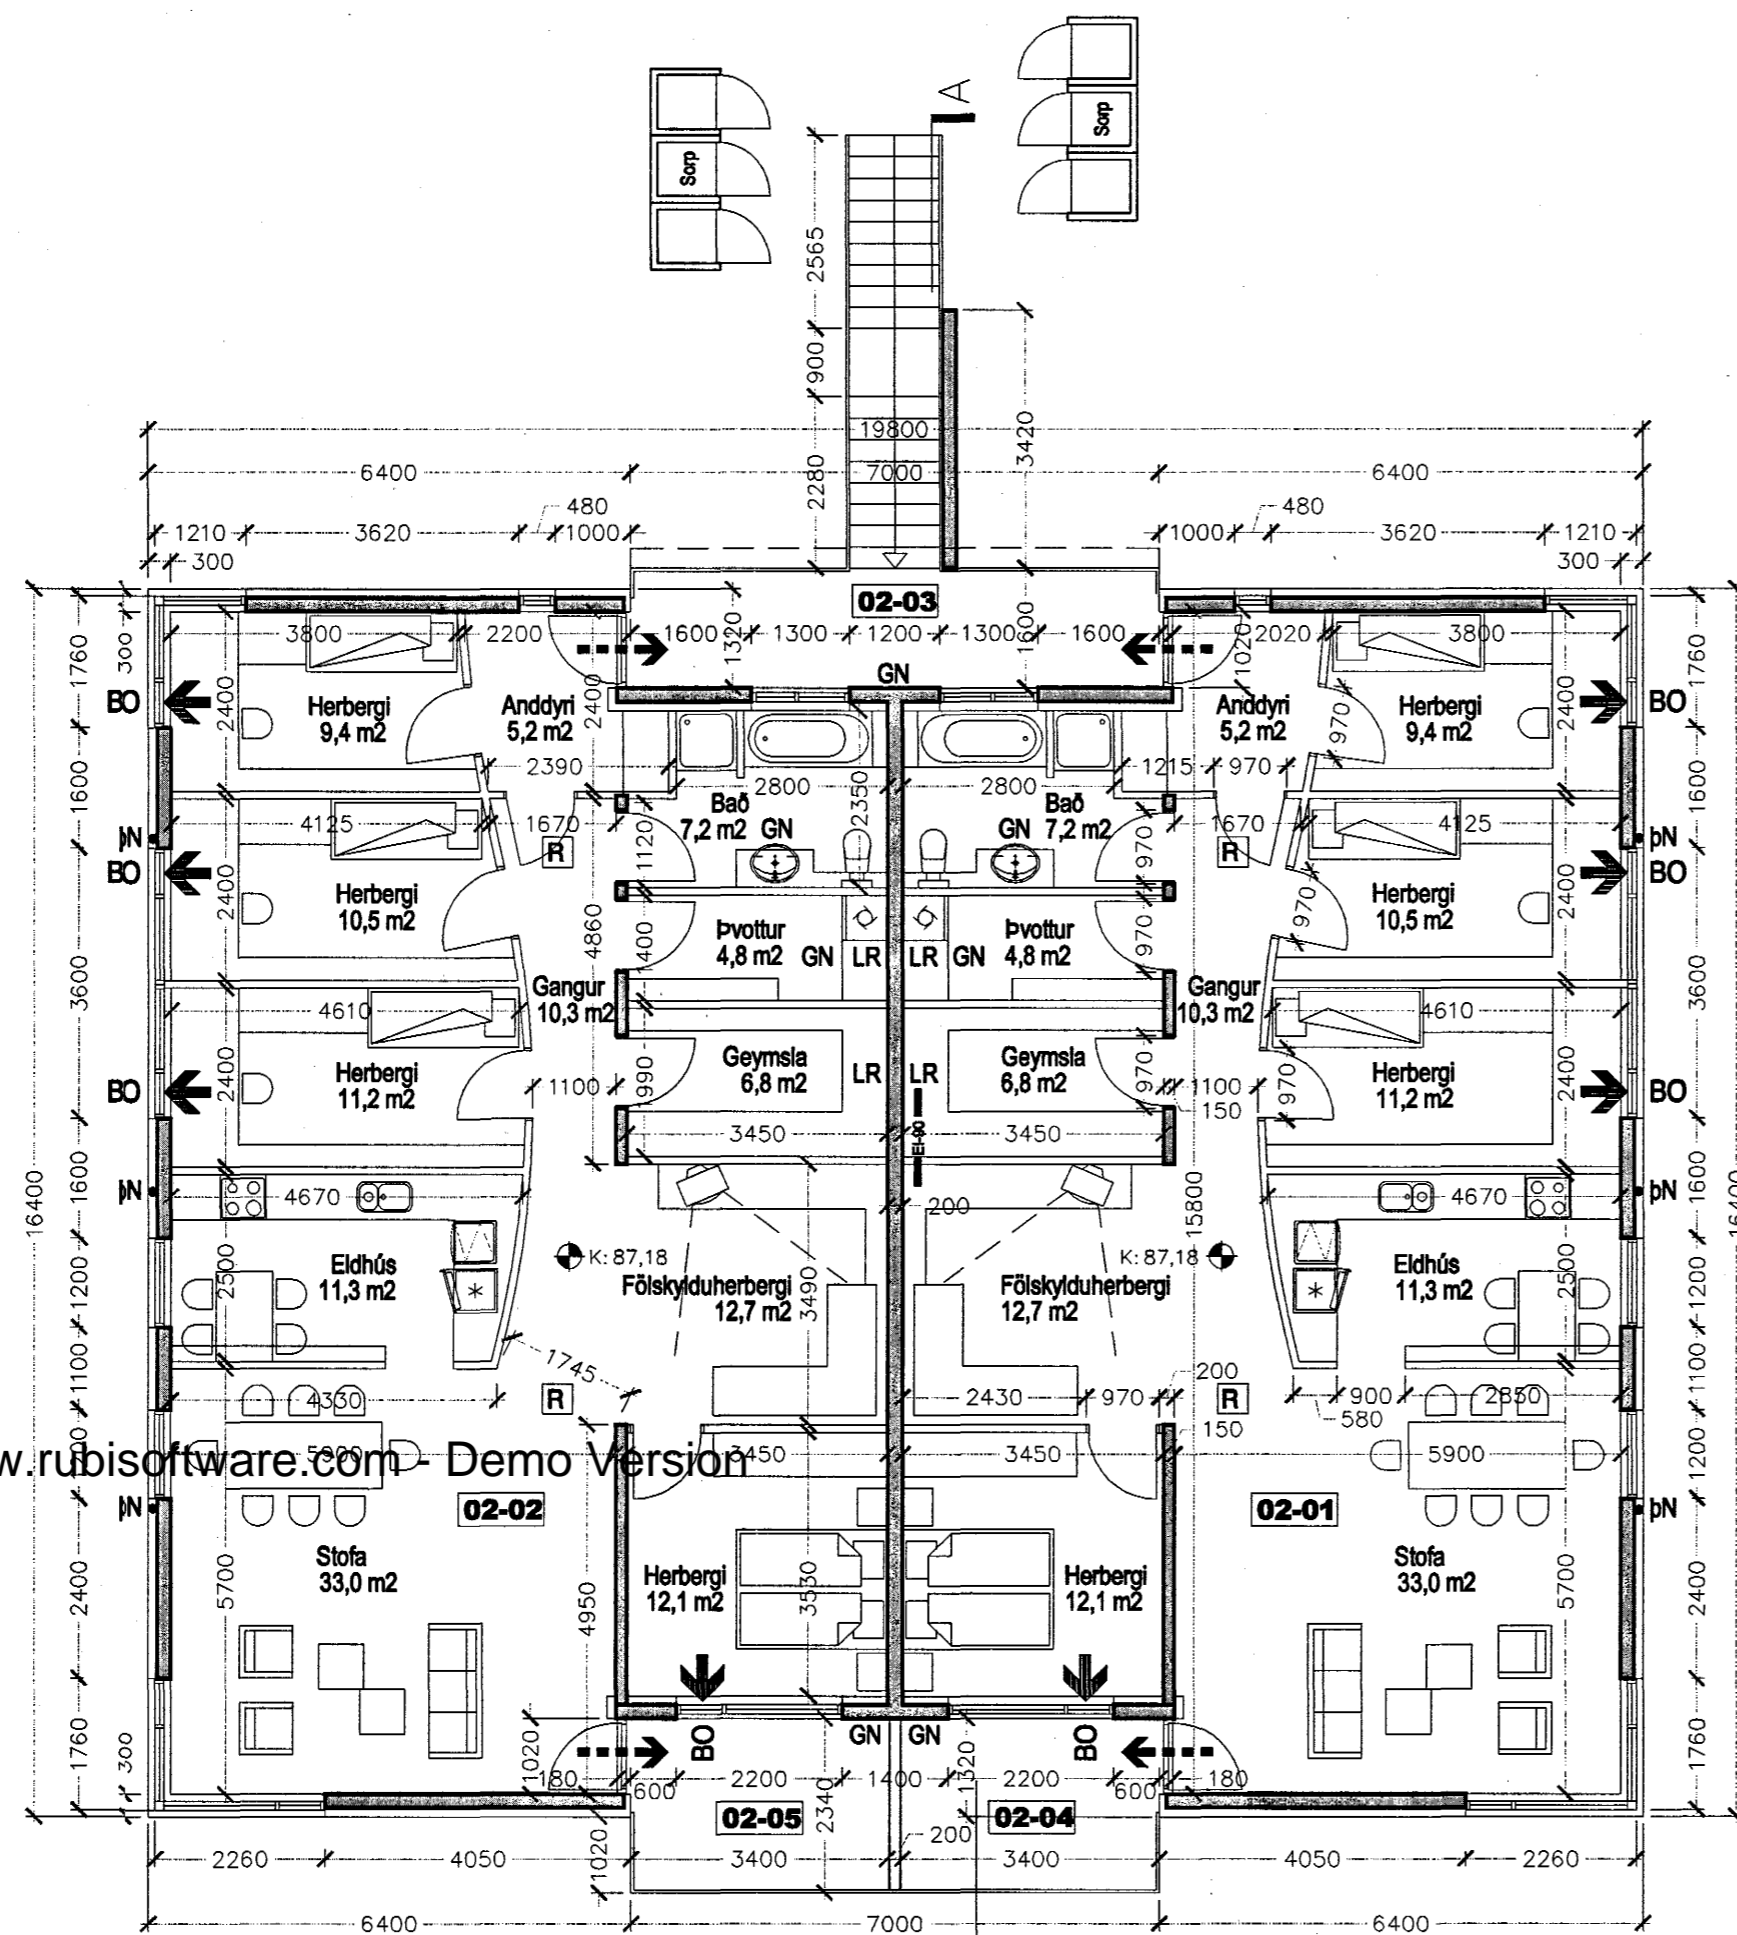 A
Sorp
Sorp
2565
900
2280
3420
19800
6400 7000 6400
480 480
1210 3620 1000 1000 3620 1210
300 300
02-03
3800 2200 1600 1320 1300 1200 1300 1600 1600 1020 2020 3800
GN
1760 300 1760
BO BO
2400 2400 2400
Herbergi
9,4 m2
Anddyri
5,2 m2
Anddyri
5,2 m2
970
Herbergi
9,4 m2
2390 2800 2350 2800 1215 970
1600 1600
Bað
7,2 m2
GN
Bað
7,2 m2
GN
4125 1670 1120 970 1670 4125
þN þN
R R
BO BO
2400 2400
Herbergi
10,5 m2
Herbergi
10,5 m2
970
4860 1400 970
Þvottur
4,8 m2
GN LR LR GN
Þvottur
4,8 m2
3600 3600
Gangur
10,3 m2
Gangur
10,3 m2
4610 4610
Geymsla
6,8 m2
LR LR
Geymsla
6,8 m2
2400 2400
Herbergi
11,2 m2
Herbergi
11,2 m2
BO BO
1100 1990 970 1100 970
150
3450 EI-90 3450
1600 1600
þN þN
4670 200 15800 4670
16400 16400
K: 87,18 K: 87,18
Eldhús
11,3 m2
Eldhús
11,3 m2
2500 2500
Fölskylduherbergi
12,7 m2
Fölskylduherbergi
12,7 m2
3490
1200 1200
1745
1100 1100
4330 R 2430 970 200 R 900 2850
580
150
5900 3450 3450 5900
1200 1200
w.rubisoftware.com - Demo Version
þN þN
02-02 02-01
Stofa
33,0 m2
Stofa
33,0 m2
5700 4950 3530 5700
Herbergi
12,1 m2
Herbergi
12,1 m2
2400 2400
BO GN GN BO
1760 300 1020 1320 1760
180 600 2200 1400 2200 600 180
02-05 02-04
2340
1020 200
2260 4050 3400 3400 4050 2260
6400 7000 6400